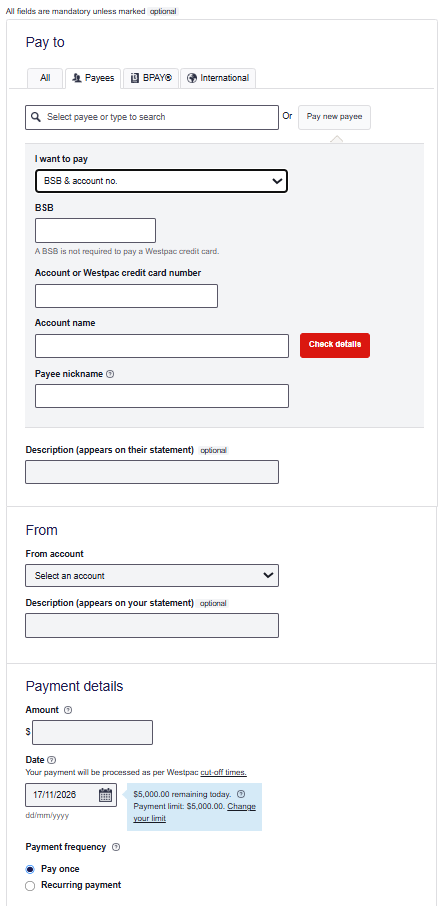 All fields are mandatory unless marked optional
Pay to
All Payees BPAY® International
Select payee or type to search Or Pay new payee
I want to pay
BSB & account no.
BSB
A BSB is not required to pay a Westpac credit card.
Account or Westpac credit card number
Account name
Check details
Payee nickname ?
Description (appears on their statement) optional
From
From account
Select an account
Description (appears on your statement) optional
Payment details
Amount ?
$
Date ?
Your payment will be processed as per Westpac cut-off times.
17/11/2026
dd/mm/yyyy
$5,000.00 remaining today. ?
Payment limit: $5,000.00. Change
your limit
Payment frequency ?
Pay once
Recurring payment